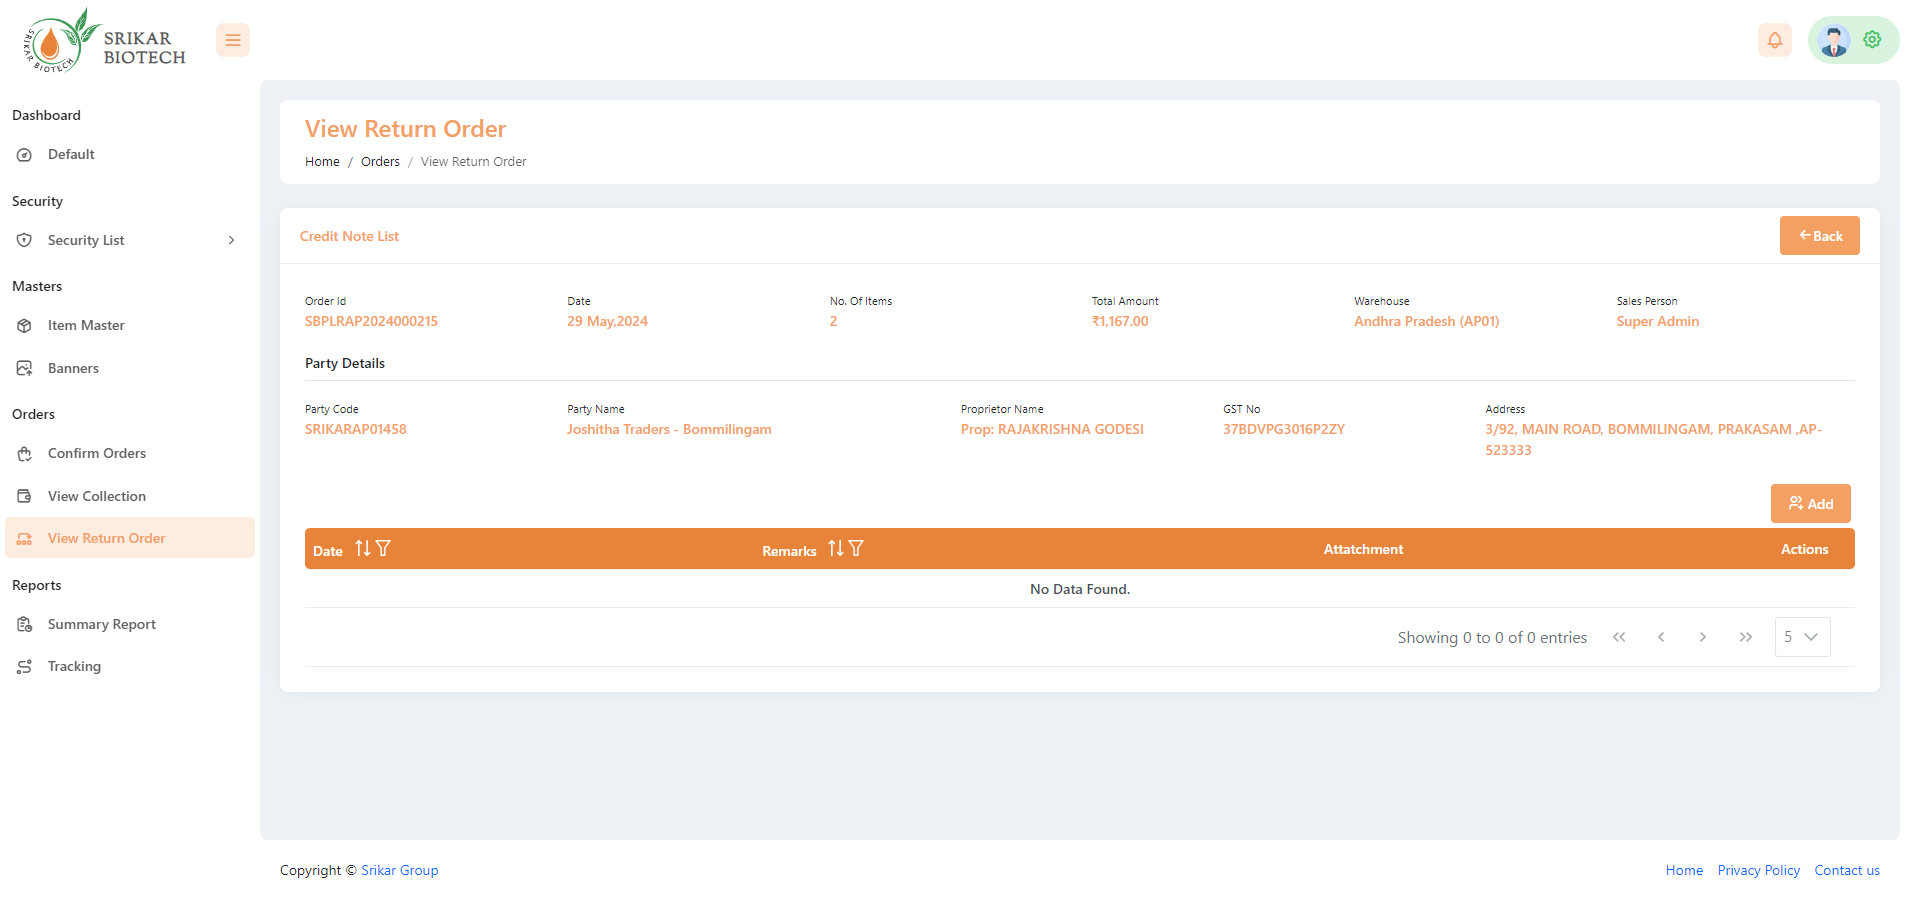 SRIKAR BIOTECH
SRIKAR
BIOTECH
Dashboard
Default
Security
Security List
Masters
Item Master
Banners
Orders
Confirm Orders
View Collection
View Return Order
Reports
Summary Report
Tracking
View Return Order
Home / Orders / View Return Order
Credit Note List
Back
Order Id Date No. Of Items Total Amount Warehouse Sales Person
SBPLRAP2024000215 29 May,2024 2 ₹1,167.00 Andhra Pradesh (AP01) Super Admin
Party Details
Party Code Party Name Proprietor Name GST No Address
SRIKARAP01458 Joshitha Traders - Bommilingam Prop: RAJAKRISHNA GODESI 37BDVPG3016P2ZY 3/92, MAIN ROAD, BOMMILINGAM, PRAKASAM ,AP-
523333
Add
Date Remarks Attatchment Actions
No Data Found.
Showing 0 to 0 of 0 entries 5
Copyright © Srikar Group Home Privacy Policy Contact us